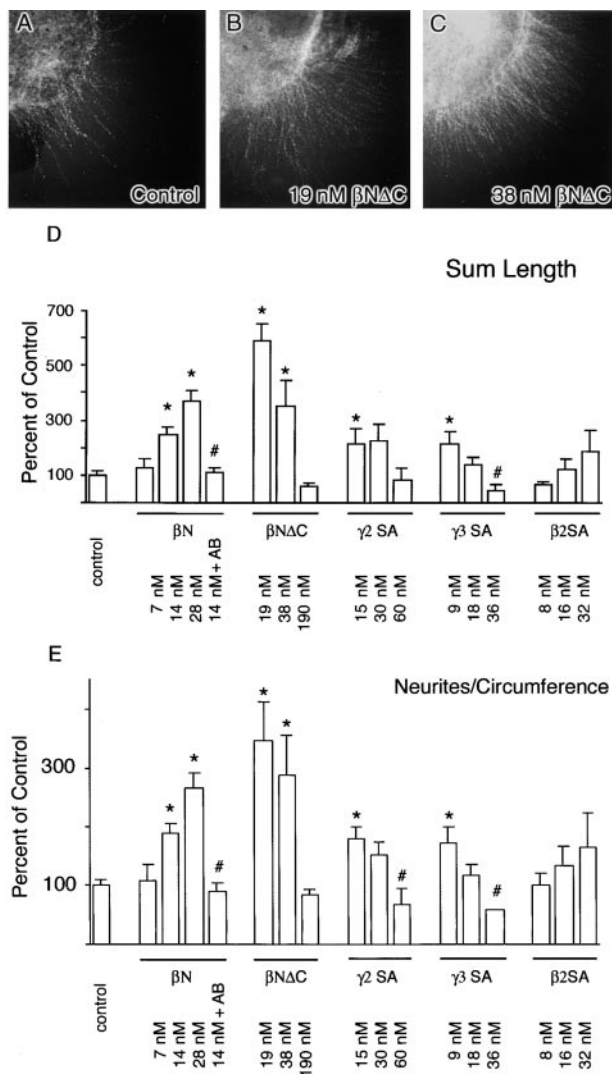 A B C
Control 19 nM βNΔC 38 nM βNΔC
D
Sum Length
Percent of Control
700
500
300
100
* * # * * * * #
control
βN βNΔC γ2 SA γ3 SA β2SA
7 nM 14 nM 28 nM 14 nM + AB 19 nM 38 nM 190 nM 15 nM 30 nM 60 nM 9 nM 18 nM 36 nM 8 nM 16 nM 32 nM
E
Neurites/Circumference
Percent of Control
300
100
* * # * * * # * #
control
βN βNΔC γ2 SA γ3 SA β2SA
7 nM 14 nM 28 nM 14 nM + AB 19 nM 38 nM 190 nM 15 nM 30 nM 60 nM 9 nM 18 nM 36 nM 8 nM 16 nM 32 nM